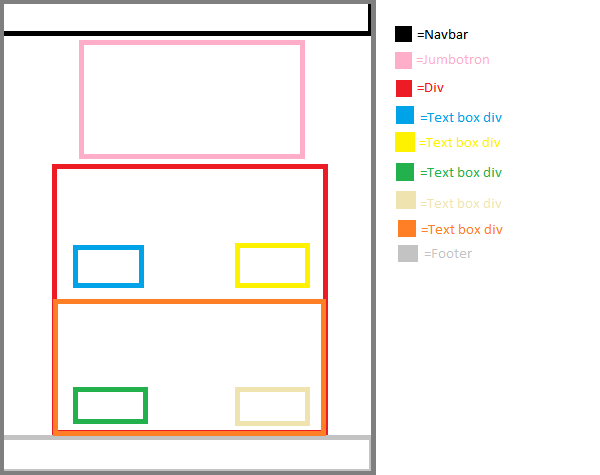 =Navbar
=Jumbotron
=Div
=Text box div
=Text box div
=Text box div
=Text box div
=Text box div
=Footer